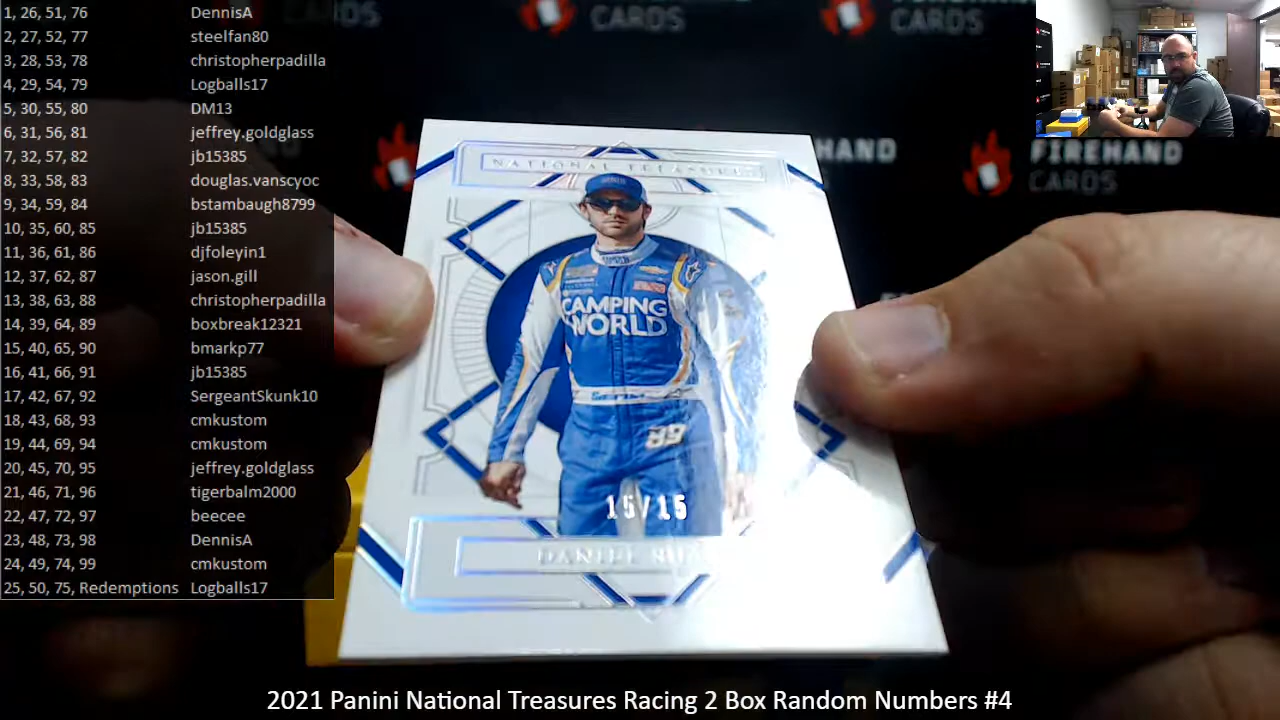 1, 26, 51, 76 DennisA
2, 27, 52, 77 steelfan80
3, 28, 53, 78 christopherpadilla
4, 29, 54, 79 Logballs17
5, 30, 55, 80 DM13
6, 31, 56, 81 jeffrey.goldglass
7, 32, 57, 82 jb15385
8, 33, 58, 83 douglas.vanscyoc
9, 34, 59, 84 bstambaugh8799
10, 35, 60, 85 jb15385
11, 36, 61, 86 djfoleyin1
12, 37, 62, 87 jason.gill
13, 38, 63, 88 christopherpadilla
14, 39, 64, 89 boxbreak12321
15, 40, 65, 90 bmarkp77
16, 41, 66, 91 jb15385
17, 42, 67, 92 SergeantSkunk10
18, 43, 68, 93 cmkustom
19, 44, 69, 94 cmkustom
20, 45, 70, 95 jeffrey.goldglass
21, 46, 71, 96 tigerbalm2000
22, 47, 72, 97 beecee
23, 48, 73, 98 DennisA
24, 49, 74, 99 cmkustom
25, 50, 75, Redemptions Logballs17
CARDS
CARDS
HAND
FIREHAND
CARDS
NATIONAL TREASURES
CAMPING
WORLD
89
15/15
DANIEL
2021 Panini National Treasures Racing 2 Box Random Numbers #4